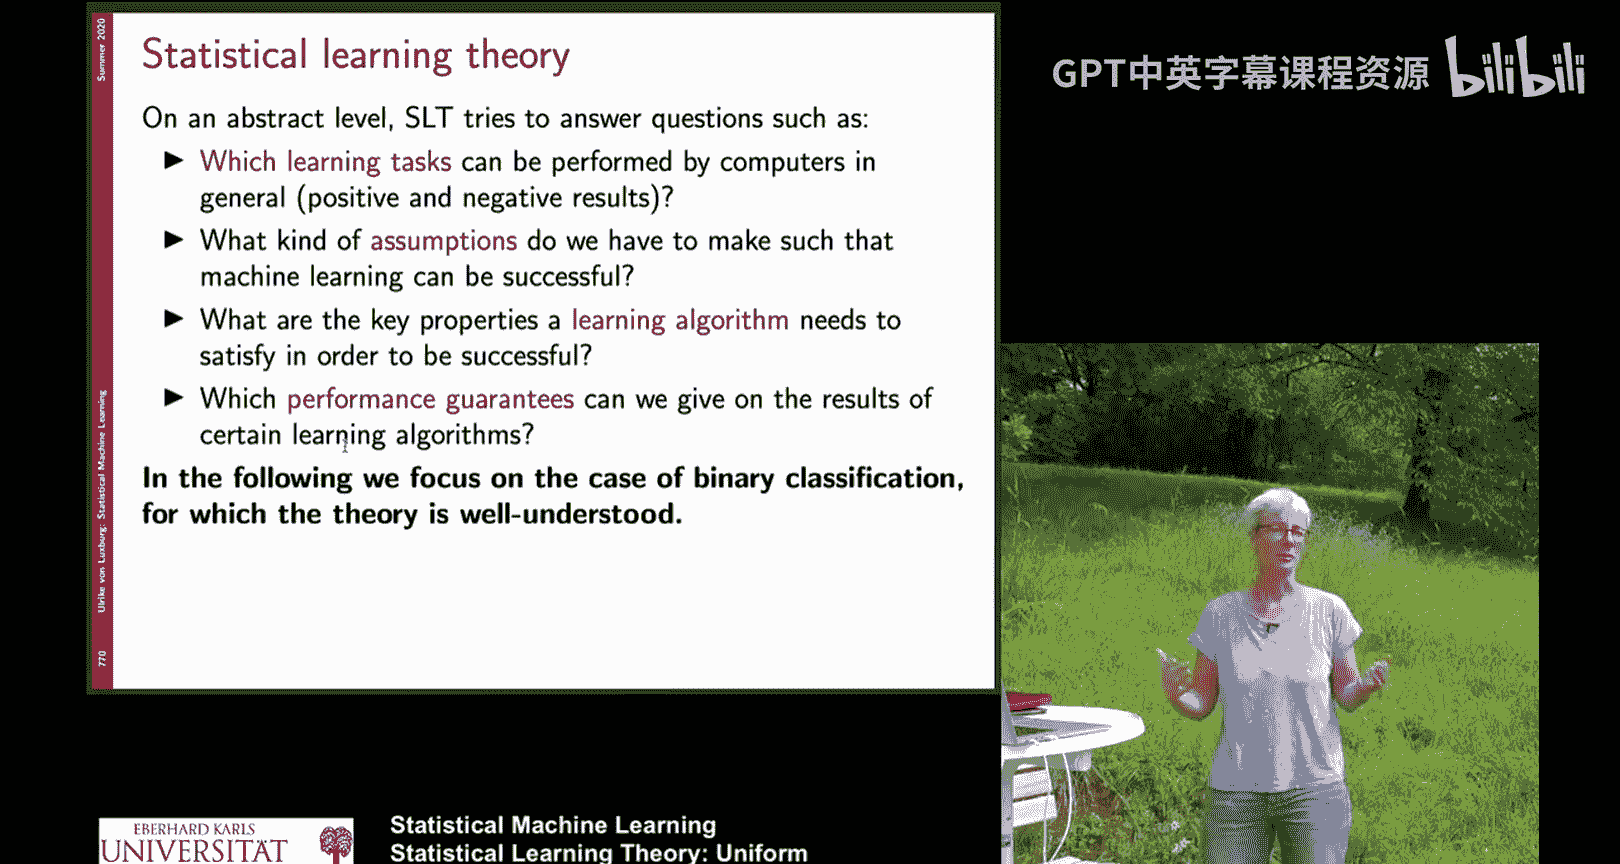 Summer 2020
Statistical learning theory
On an abstract level, SLT tries to answer questions such as:
▶ Which learning tasks can be performed by computers in
general (positive and negative results)?
▶ What kind of assumptions do we have to make such that
machine learning can be successful?
▶ What are the key properties a learning algorithm needs to
satisfy in order to be successful?
▶ Which performance guarantees can we give on the results of
certain learning algorithms?
In the following we focus on the case of binary classification,
for which the theory is well-understood.
Ulrike von Luxburg: Statistical Machine Learning
770
GPT中英字幕课程资源 bilibili
EBERHARD KARLS
UNIVERSITÄT
Statistical Machine Learning
Statistical Learning Theory: Uniform